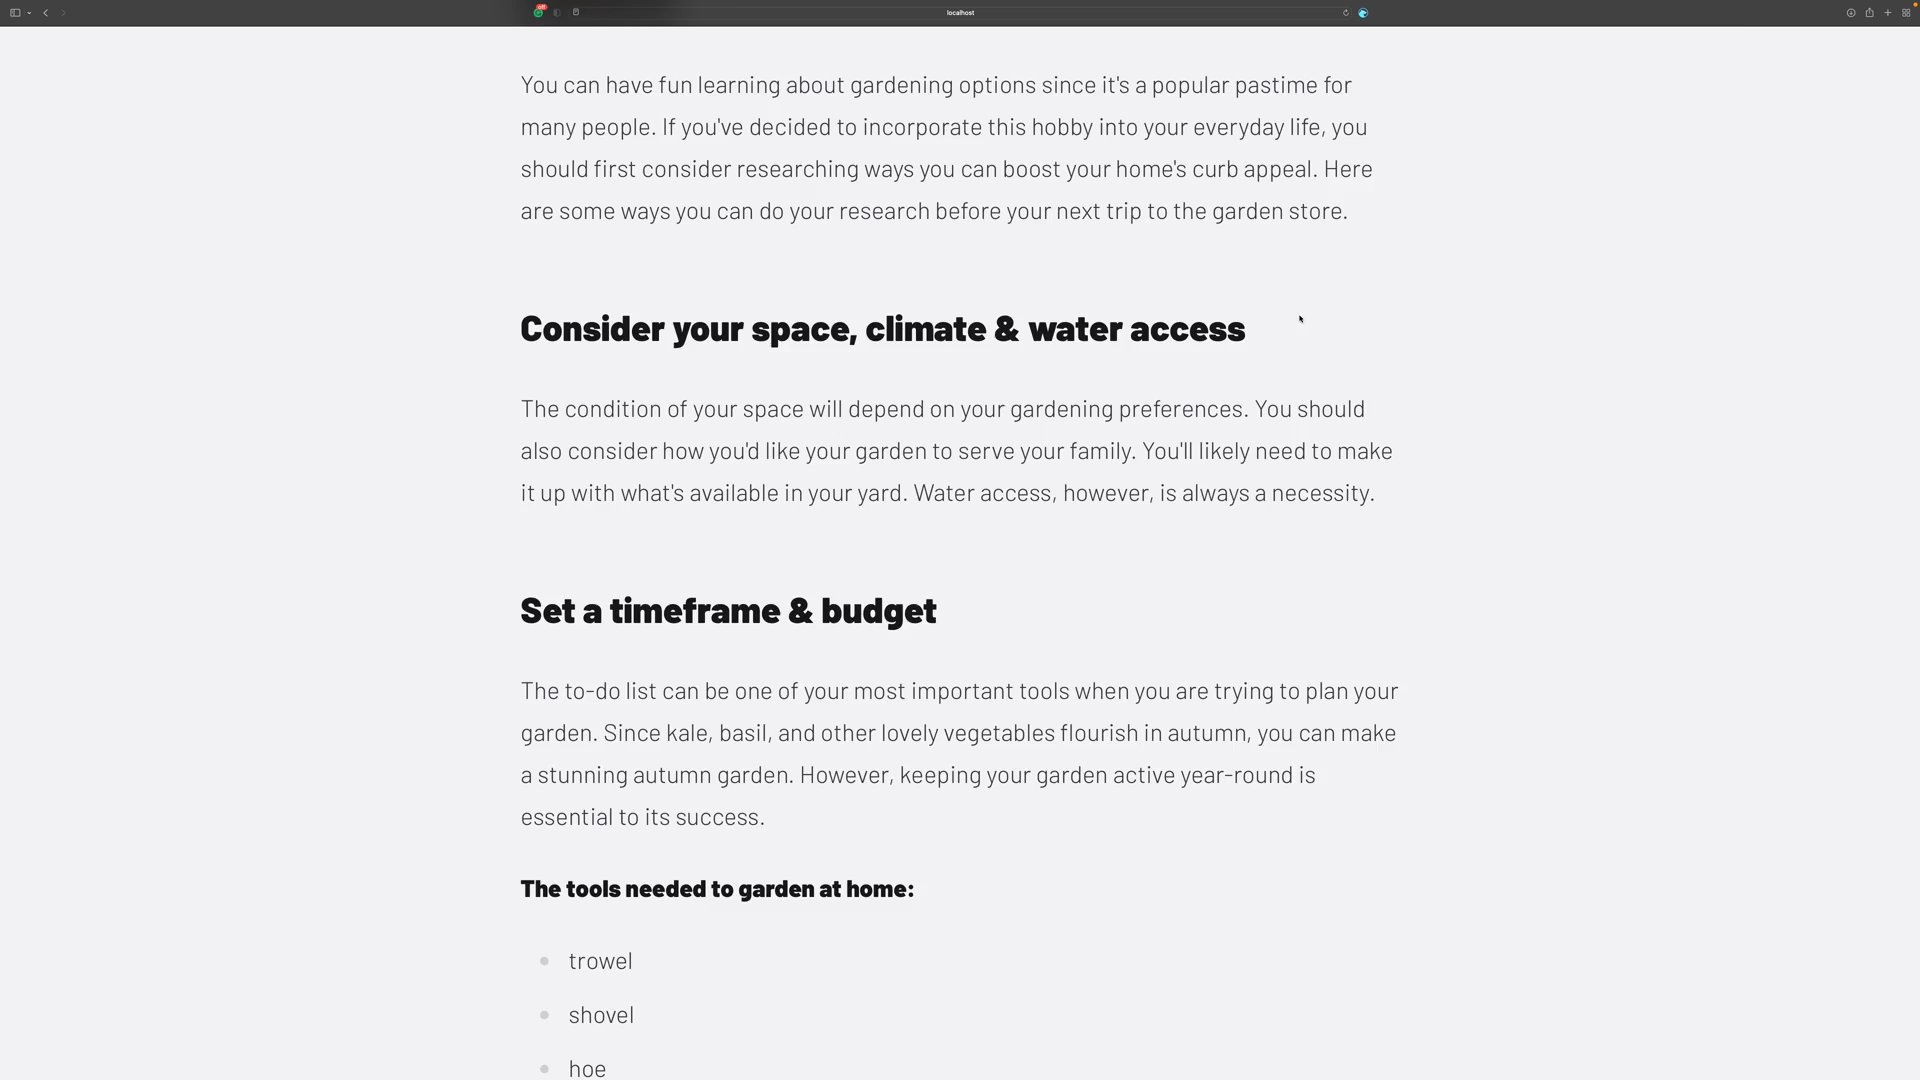 off
localhost
You can have fun learning about gardening options since it's a popular pastime for
many people. If you've decided to incorporate this hobby into your everyday life, you
should first consider researching ways you can boost your home's curb appeal. Here
are some ways you can do your research before your next trip to the garden store.
Consider your space, climate & water access
The condition of your space will depend on your gardening preferences. You should
also consider how you'd like your garden to serve your family. You'll likely need to make
it up with what's available in your yard. Water access, however, is always a necessity.
Set a timeframe & budget
The to-do list can be one of your most important tools when you are trying to plan your
garden. Since kale, basil, and other lovely vegetables flourish in autumn, you can make
a stunning autumn garden. However, keeping your garden active year-round is
essential to its success.
The tools needed to garden at home:
trowel
shovel
hoe